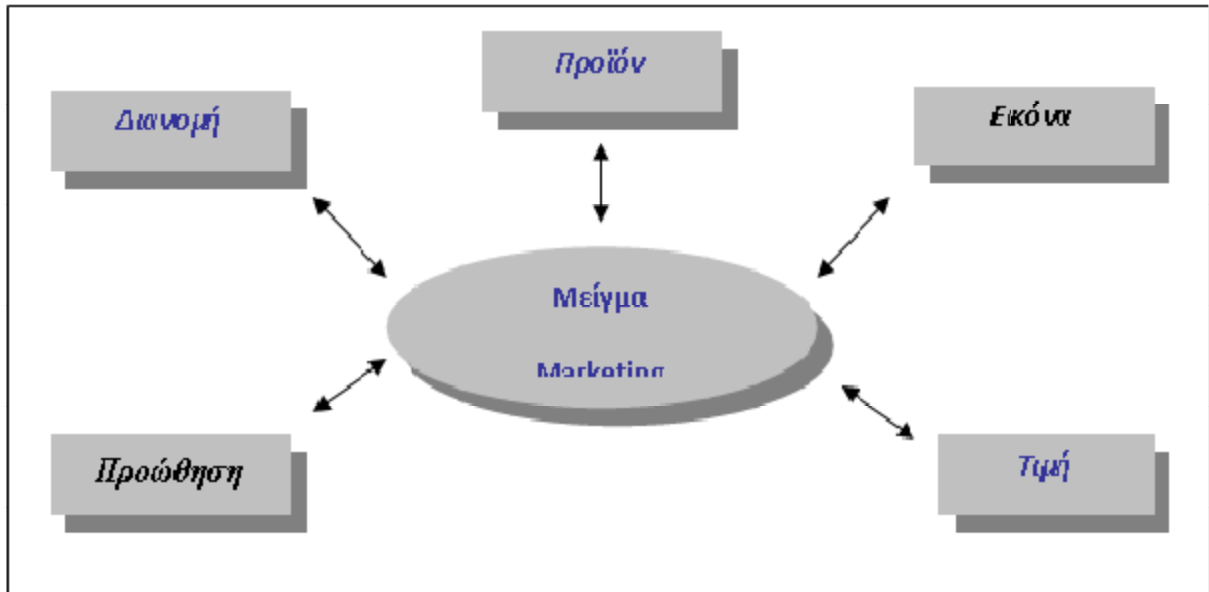 Προϊόν
Διανομή
Εικόνα
Μείγμα
Marketing
Προώθηση
Τιμή